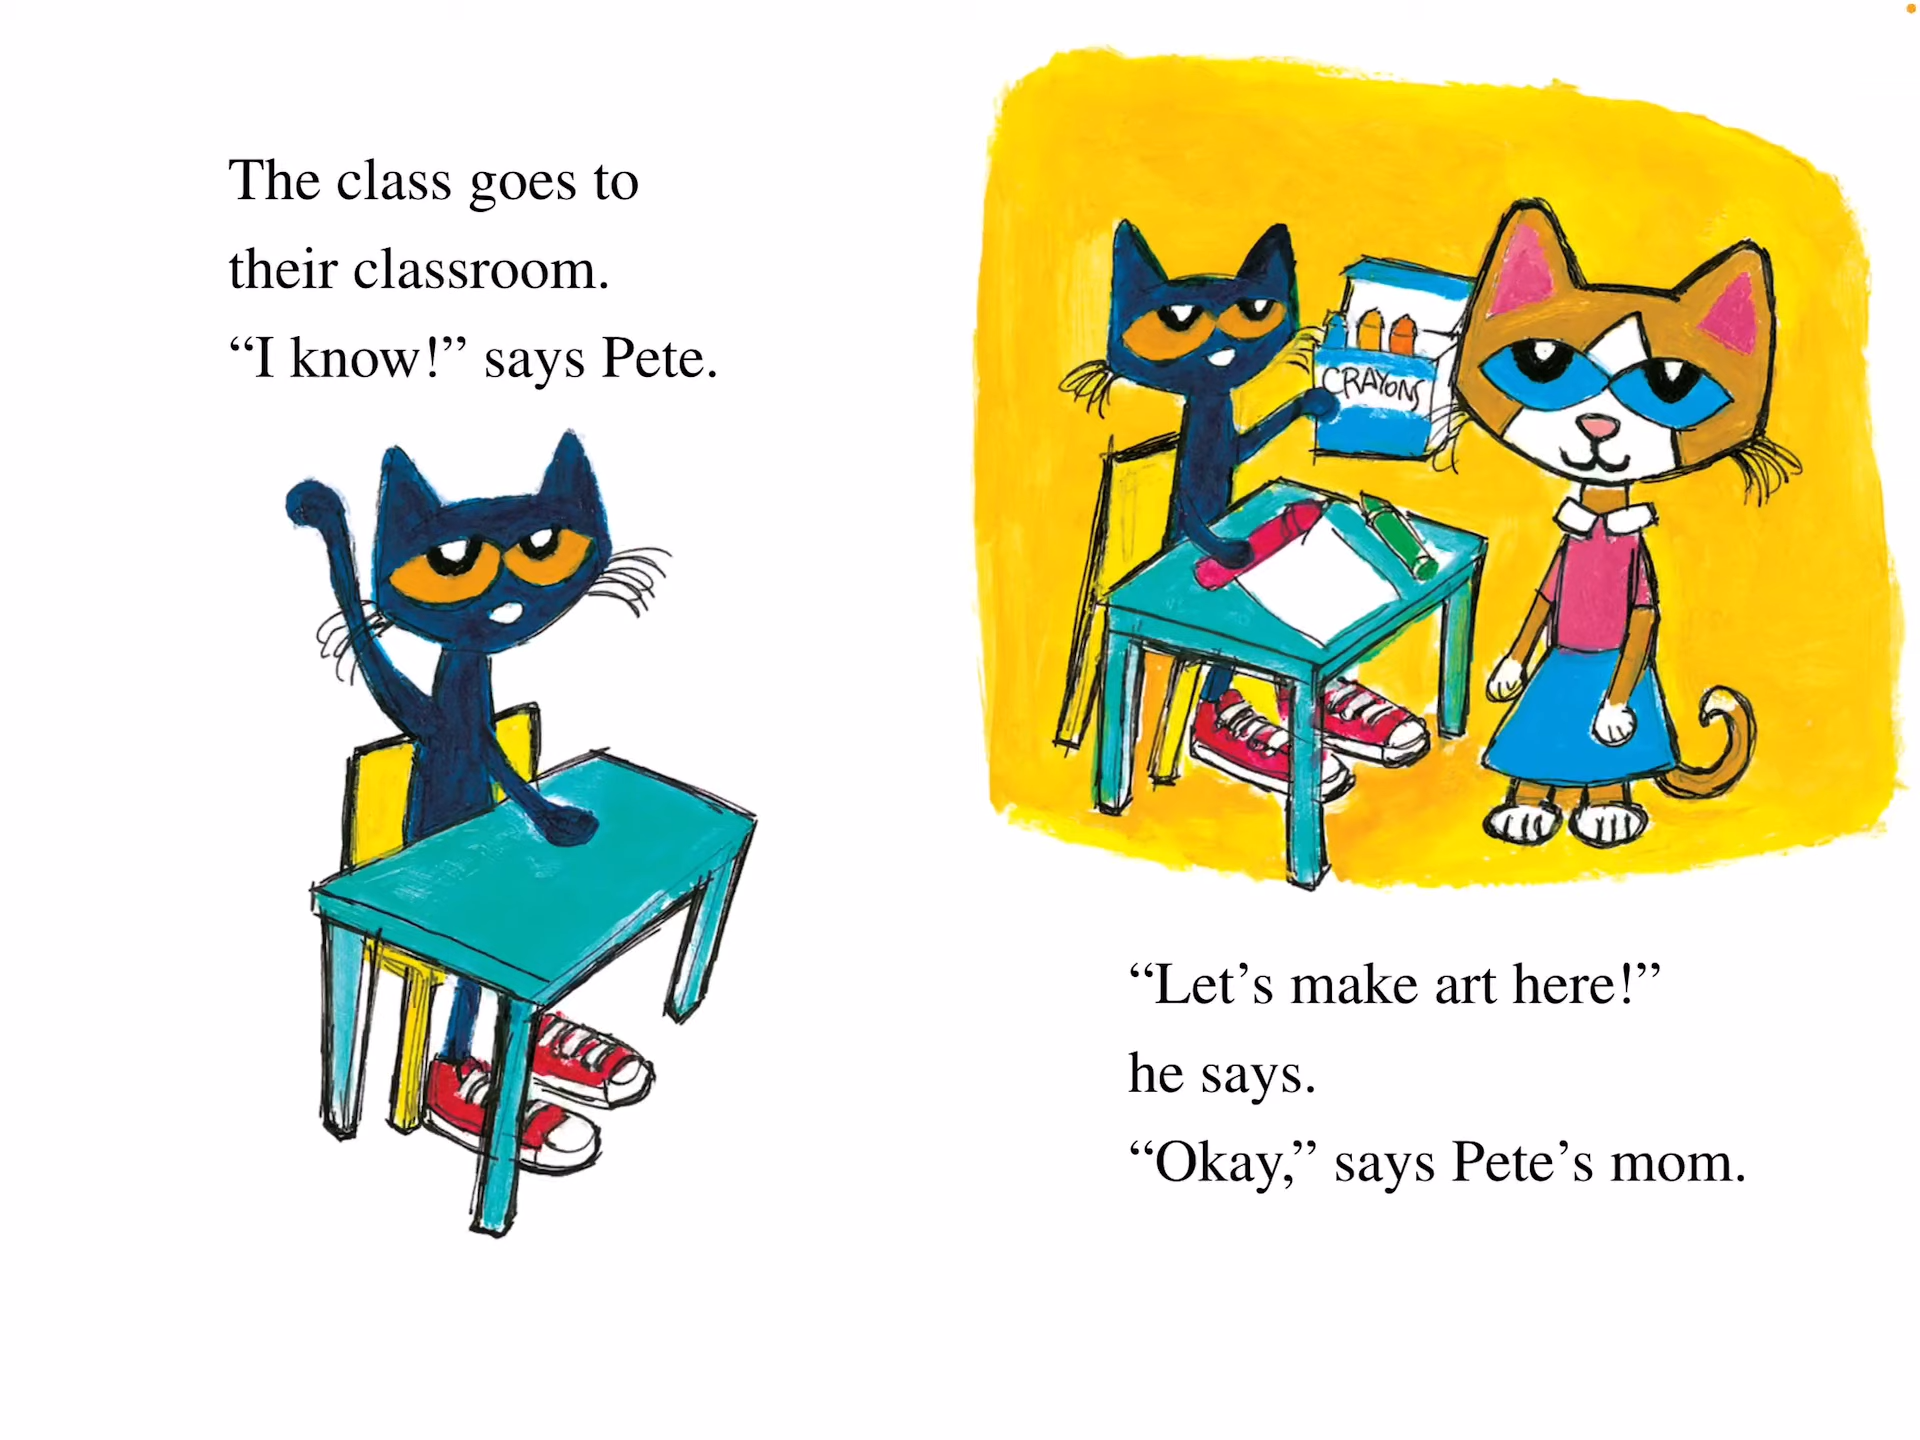 The class goes to
their classroom.
“I know!” says Pete.
CRAYONS
“Let’s make art here!”
he says.
“Okay,” says Pete’s mom.